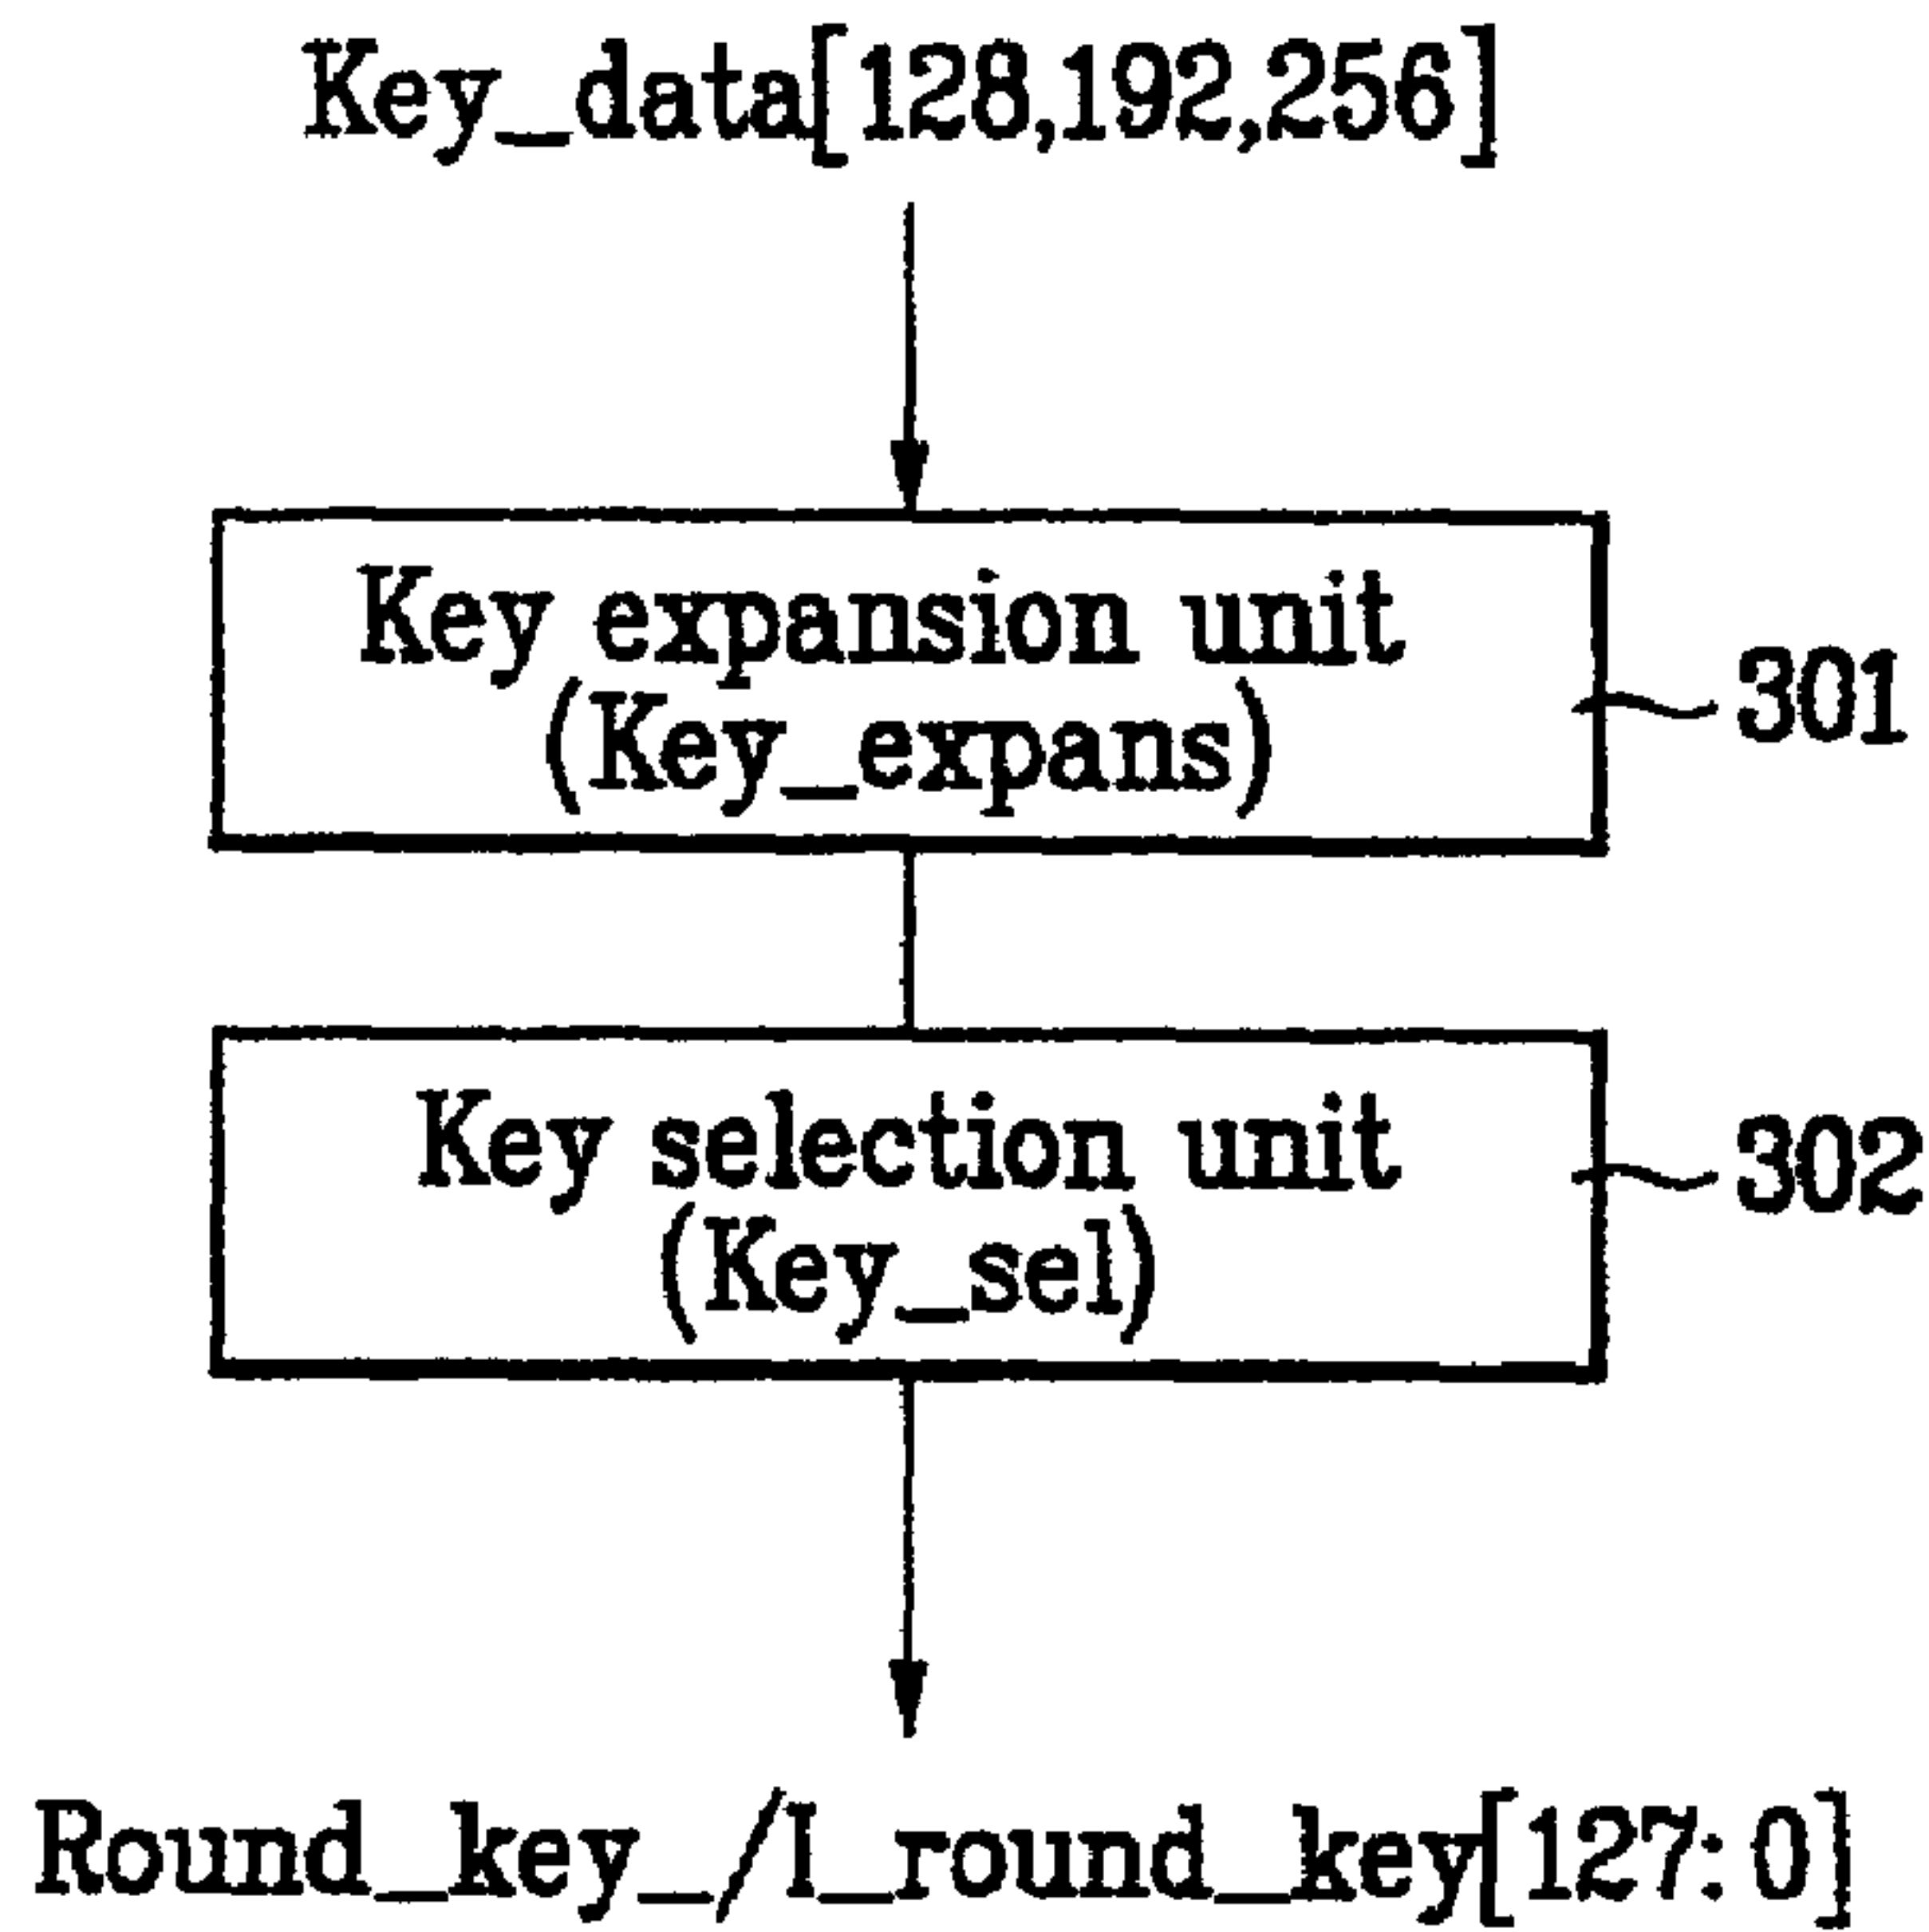 Key_data[128,192,256]
Key expansion unit
(Key_expans)
301
Key selection unit
(Key_sel)
302
Round_key_/I_round_key[127:0]